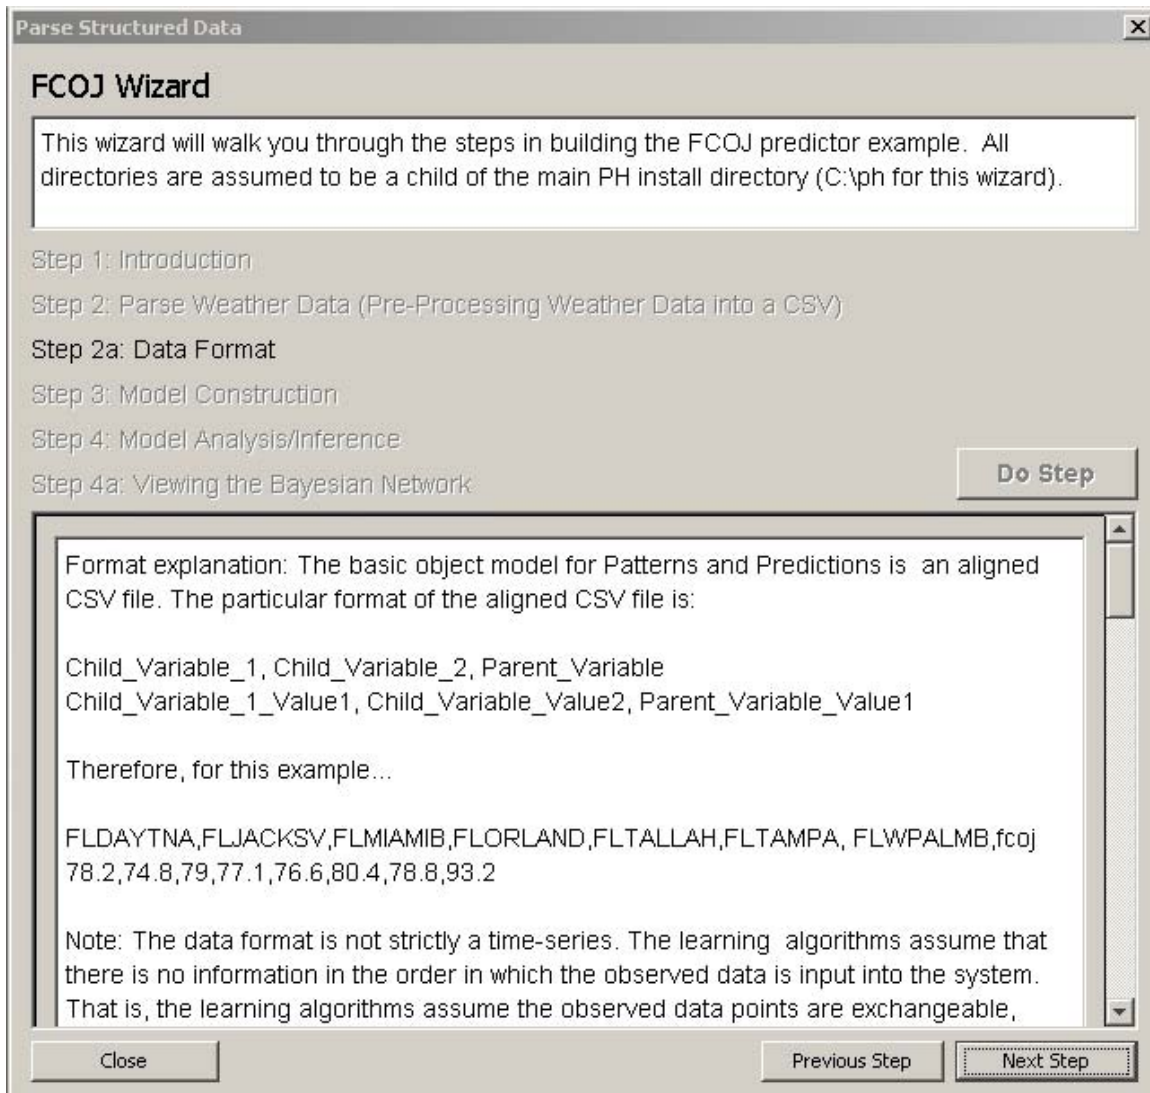 Parse Structured Data
FCOJ Wizard
This wizard will walk you through the steps in building the FCOJ predictor example.  All
directories are assumed to be a child of the main PH install directory (C:\ph for this wizard).
Step 1: Introduction
Step 2: Parse Weather Data (Pre-Processing Weather Data into a CSV)
Step 2a: Data Format
Step 3: Model Construction
Step 4: Model Analysis/Inference
Step 4a: Viewing the Bayesian Network
Do Step
Format explanation: The basic object model for Patterns and Predictions is  an aligned
CSV file. The particular format of the aligned CSV file is:
Child_Variable_1, Child_Variable_2, Parent_Variable
Child_Variable_1_Value1, Child_Variable_Value2, Parent_Variable_Value1
Therefore, for this example...
FLDAYTNA,FLJACKSV,FLMIAMIB,FLORLAND,FLTALLAH,FLTAMPA, FLWPALMB,fcoj
78.2,74.8,79,77.1,76.6,80.4,78.8,93.2
Note: The data format is not strictly a time-series. The learning  algorithms assume that
there is no information in the order in which the observed data is input into the system.
That is, the learning algorithms assume the observed data points are exchangeable,
Close
Previous Step
Next Step